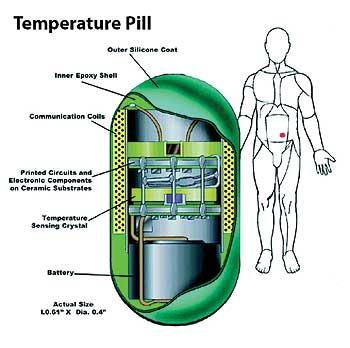 Temperature Pill
Outer Silicone Coat
Inner Epoxy Shell
Communication Coils
Printed Circuits and
Electronic Components
on Ceramic Substrates
Temperature
Sensing Crystal
Battery
Actual Size
L0.61" X Dia. 0.4"